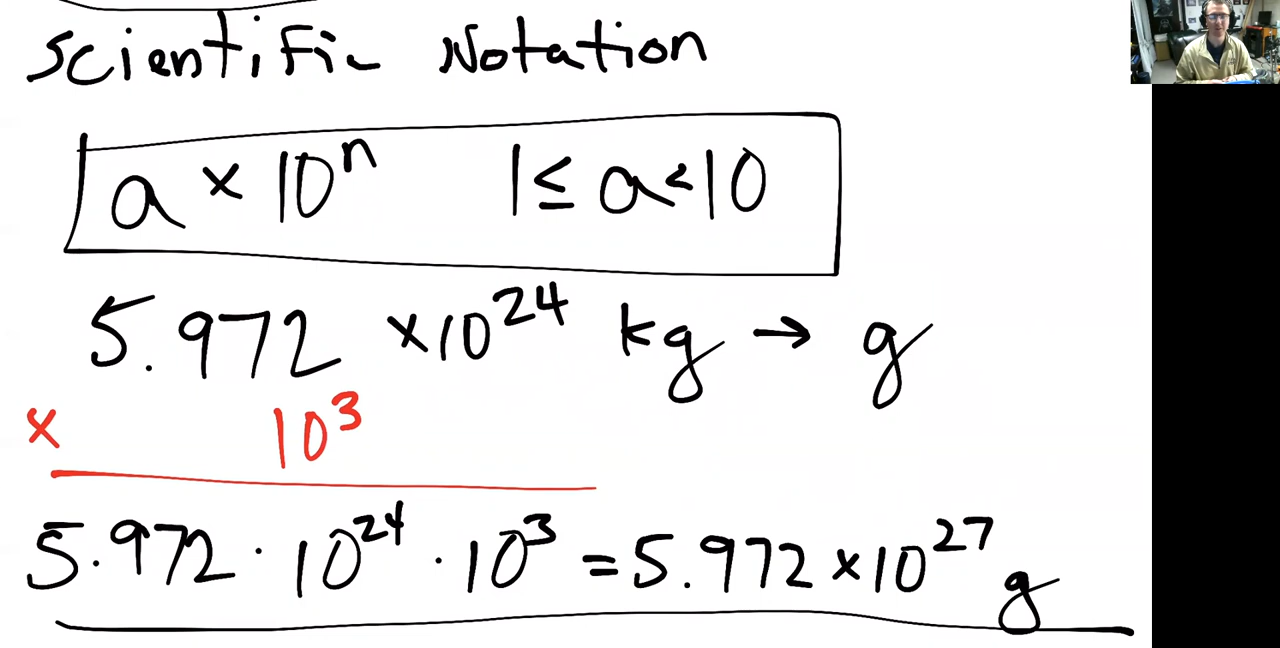 Scientific Notation
a × 10ⁿ 1 ≤ a < 10
5.972 ×10²⁴ kg → g
× 10³
5.972 · 10²⁴ · 10³ = 5.972 ×10²⁷ g